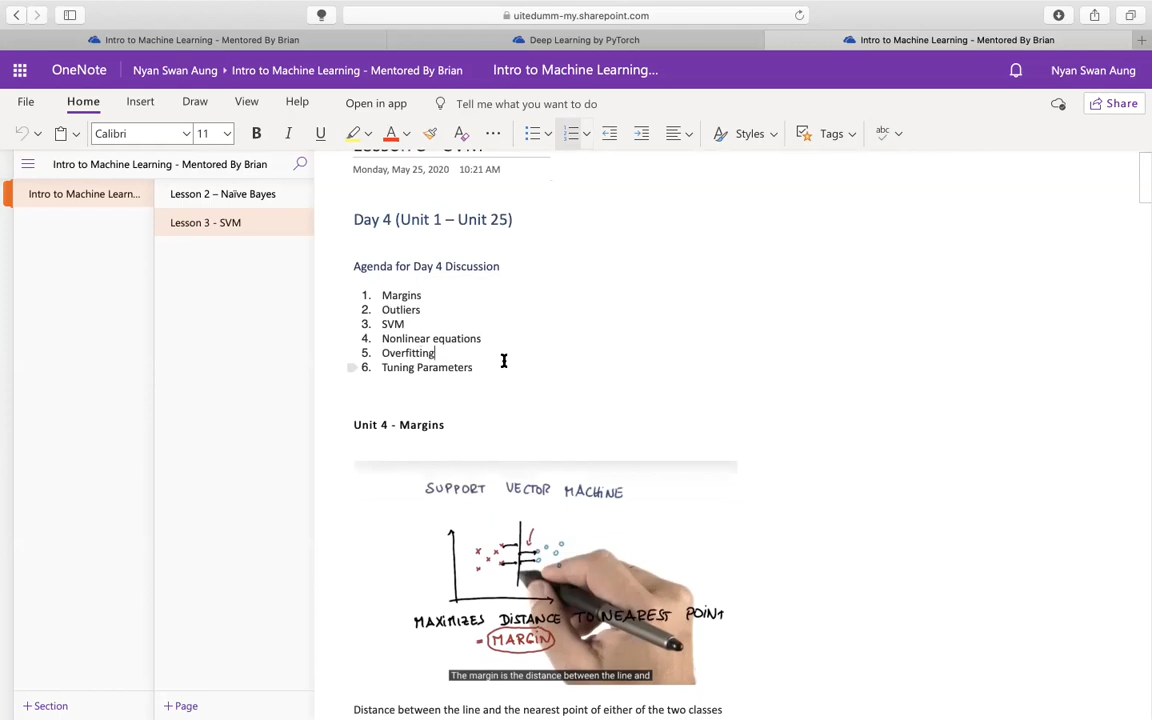 uitedumm-my.sharepoint.com
Intro to Machine Learning - Mentored By Brian
Deep Learning by PyTorch
Intro to Machine Learning - Mentored By Brian
OneNote
Nyan Swan Aung › Intro to Machine Learning - Mentored By Brian
Intro to Machine Learning...
Nyan Swan Aung
File
Home
Insert
Draw
View
Help
Open in app
Tell me what you want to do
Share
Calibri
11
B
I
U
A
A
Styles
Tags
abc
Intro to Machine Learning - Mentored By Brian
Intro to Machine Learn...
Lesson 2 – Naïve Bayes
Lesson 3 - SVM
Lesson 3 - SVM
Monday, May 25, 2020 10:21 AM
Day 4 (Unit 1 – Unit 25)
Agenda for Day 4 Discussion
1. Margins
2. Outliers
3. SVM
4. Nonlinear equations
5. Overfitting
6. Tuning Parameters
Unit 4 - Margins
SUPPORT VECTOR MACHINE
MAXIMIZES DISTANCE TO NEAREST POINT
= MARGIN
The margin is the distance between the line and
Distance between the line and the nearest point of either of the two classes
+ Section
+ Page